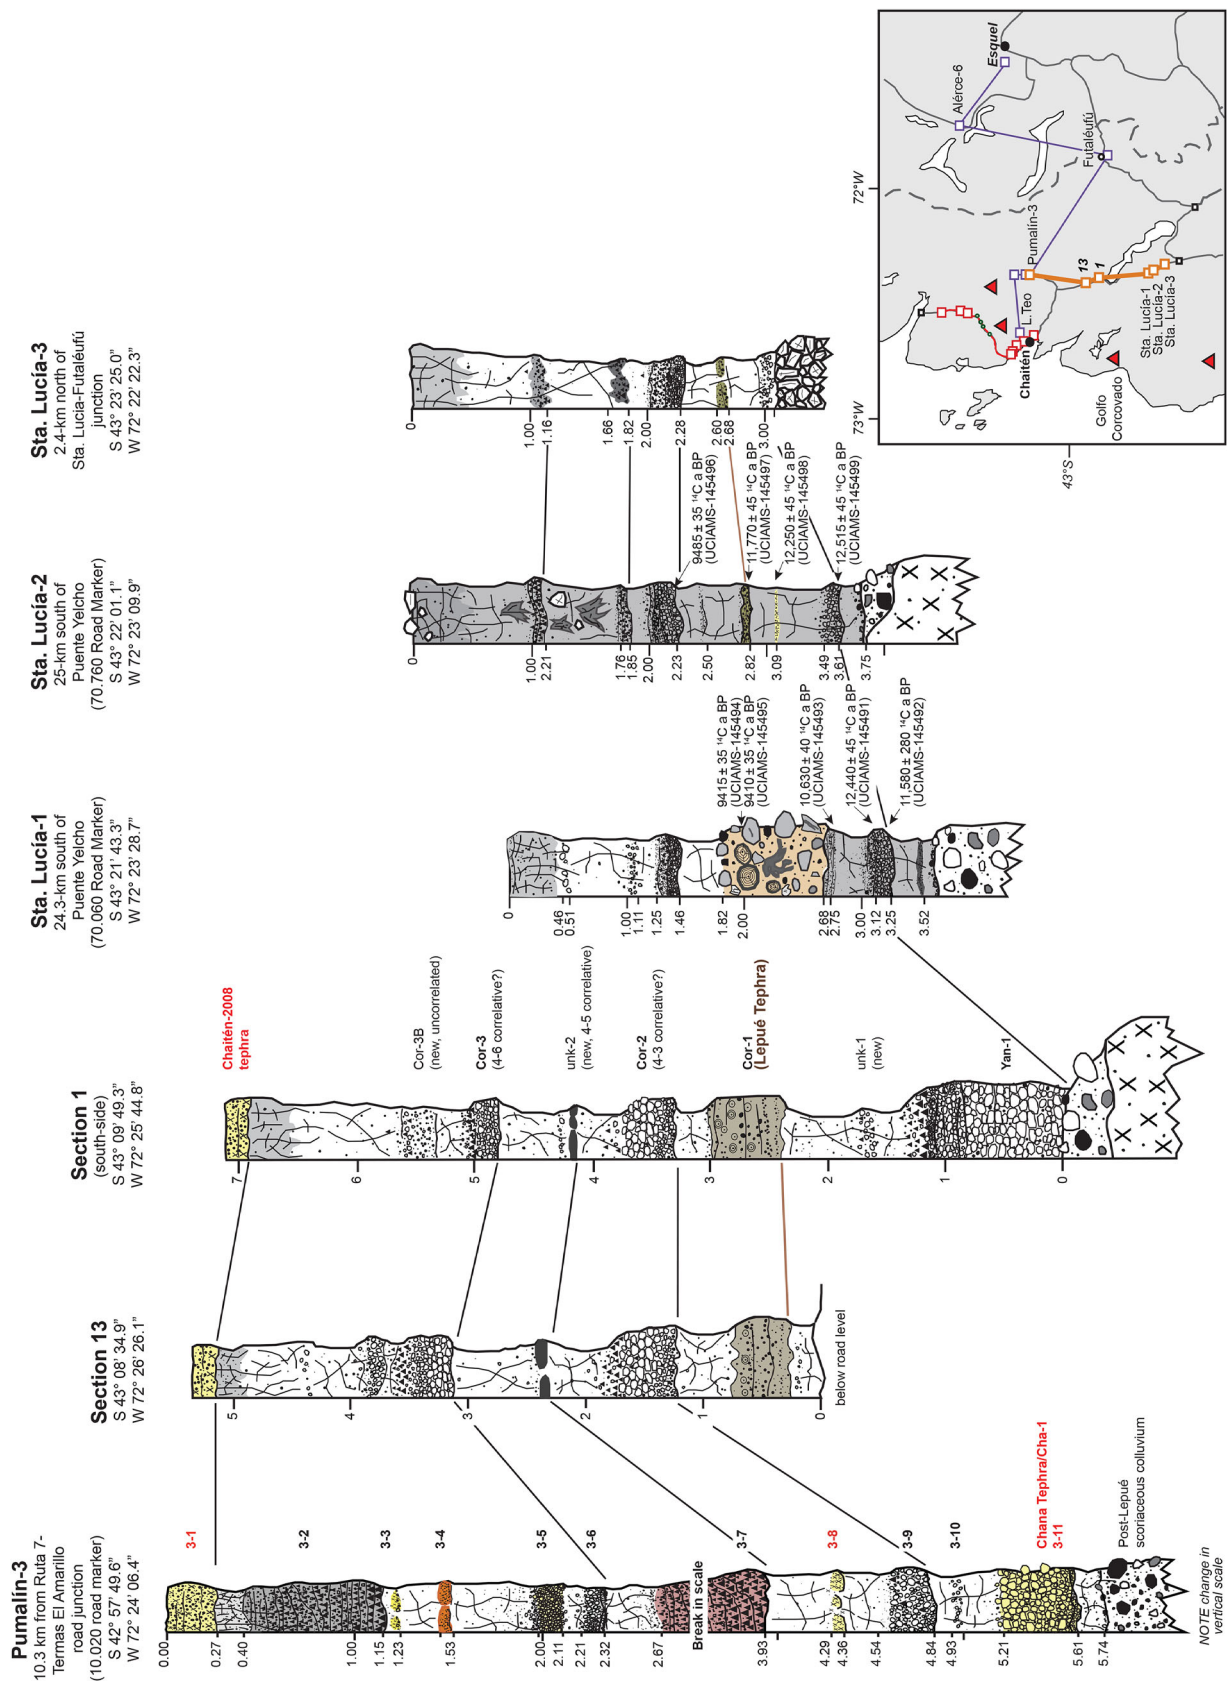 Pumalín-3
10.3 km from Ruta 7-
Termas El Amarillo
road junction
(10.020 road marker)
S 42° 57' 49.6"
W 72° 24' 06.4"
0.00
0.27
0.40
1.00
1.15
1.23
1.53
2.00
2.11
2.21
2.32
2.67
Break in scale
3.93
4.29
4.36
4.54
4.84
4.93
5.21
5.61
5.74
3-1
3-2
3-3
3-4
3-5
3-6
3-7
3-8
3-9
3-10
Chana Tephra/Cha-1
3-11
Post-Lepué
scoriaceous colluvium
NOTE change in
vertical scale
Section 13
S 43° 08' 34.9"
W 72° 26' 26.1"
5
4
3
2
1
0
below road level
Section 1
(south-side)
S 43° 09' 49.3"
W 72° 25' 44.8"
7
6
5
4
3
2
1
0
Chaitén-2008
tephra
Cor-3B
(new, uncorrelated)
Cor-3
(4-6 correlative?)
unk-2
(new, 4-5 correlative)
Cor-2
(4-3 correlative?)
Cor-1
(Lepué Tephra)
unk-1
(new)
Yan-1
Sta. Lucía-1
24.3-km south of
Puente Yelcho
(70.060 Road Marker)
S 43° 21' 43.3"
W 72° 23' 28.7"
0
0.46
0.51
1.00
1.11
1.25
1.46
1.82
2.00
2.68
2.75
3.00
3.12
3.25
3.52
9415 ± 35 ¹⁴C a BP
(UCIAMS-145494)
9410 ± 35 ¹⁴C a BP
(UCIAMS-145495)
10,630 ± 40 ¹⁴C a BP
(UCIAMS-145493)
12,440 ± 45 ¹⁴C a BP
(UCIAMS-145491)
11,580 ± 280 ¹⁴C a BP
(UCIAMS-145492)
Sta. Lucía-2
25-km south of
Puente Yelcho
(70.760 Road Marker)
S 43° 22' 01.1"
W 72° 23' 09.9"
0
1.00
2.21
1.76
1.85
2.00
2.23
2.50
2.82
3.09
3.49
3.61
3.75
9485 ± 35 ¹⁴C a BP
(UCIAMS-145496)
11,770 ± 45 ¹⁴C a BP
(UCIAMS-145497)
12,250 ± 45 ¹⁴C a BP
(UCIAMS-145498)
12,515 ± 45 ¹⁴C a BP
(UCIAMS-145499)
Sta. Lucía-3
2.4-km north of
Sta. Lucía-Futaléufú
junction
S 43° 23' 25.0"
W 72° 22' 22.3"
0
1.00
1.16
1.66
1.82
2.00
2.28
2.60
2.68
3.00
73°W
72°W
43°S
Golfo
Corcovado
Chaitén
L.Teo
Pumalín-3
13
1
Sta. Lucía-1
Sta. Lucía-2
Sta. Lucía-3
Futaléufú
Alérce-6
Esquel